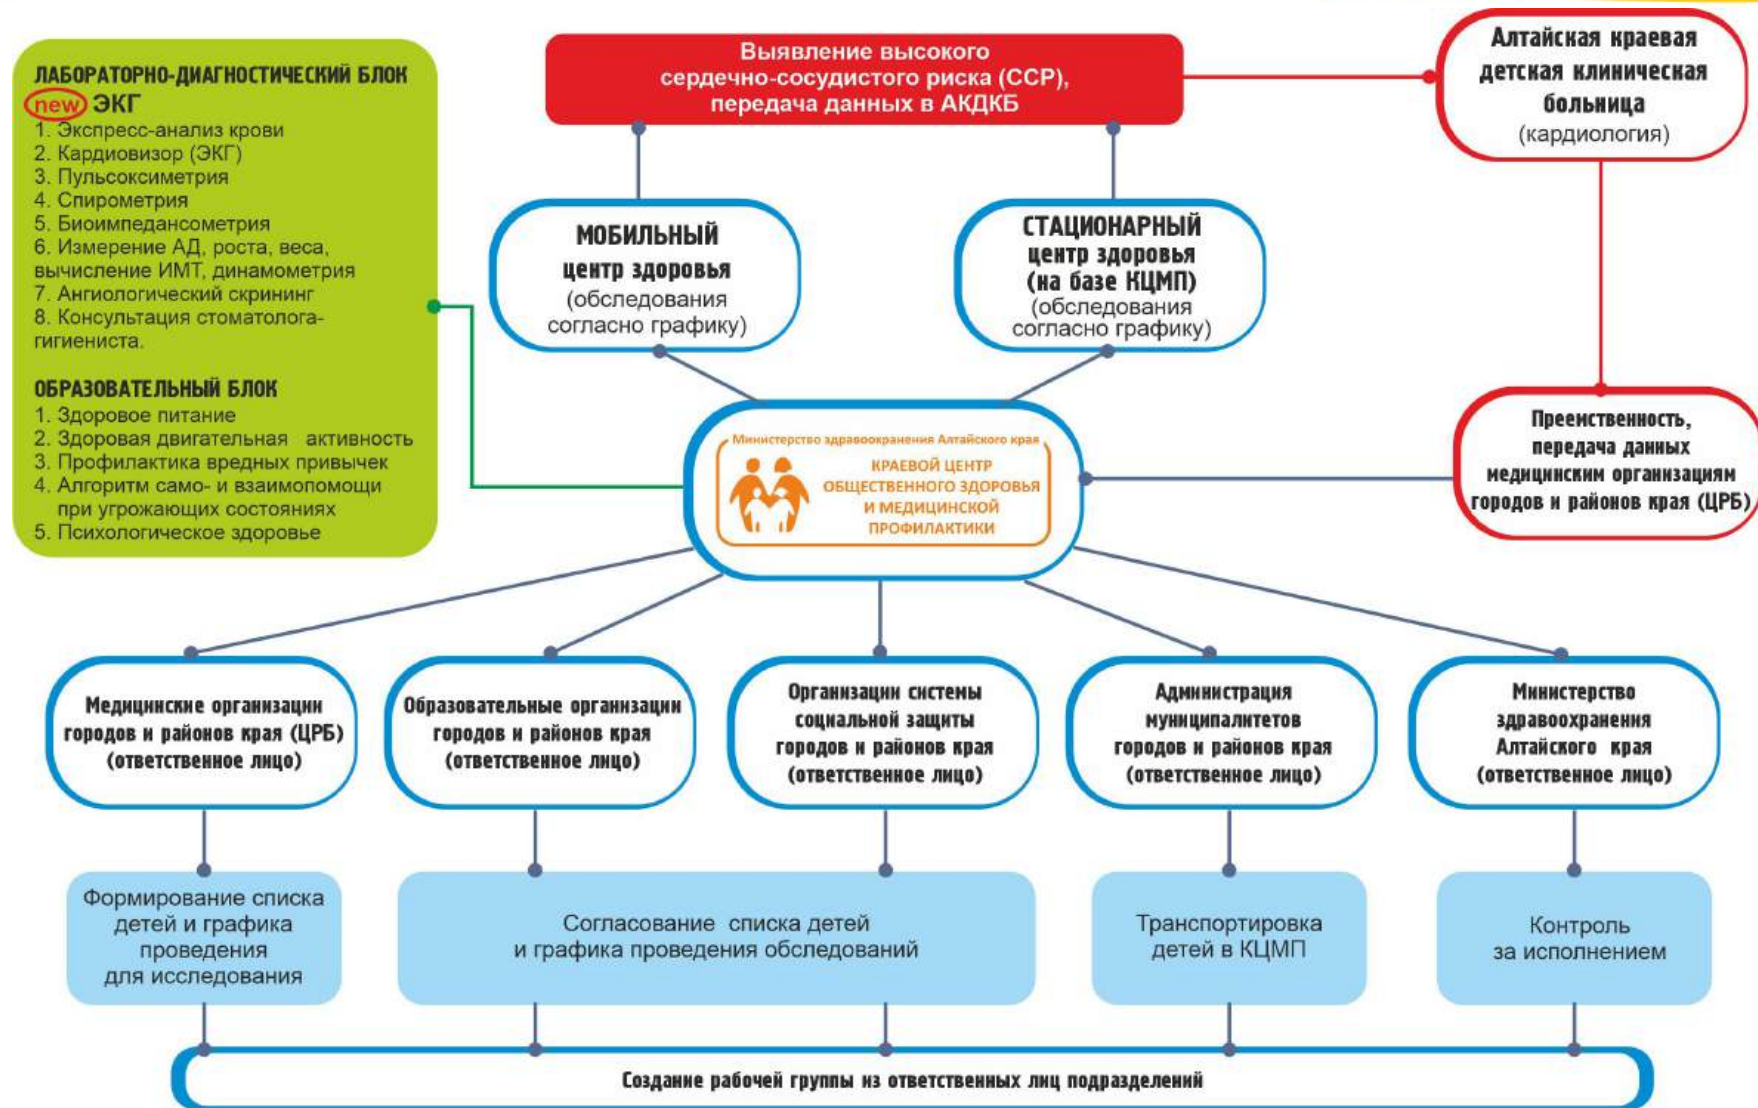 ЛАБОРАТОРНО-ДИАГНОСТИЧЕСКИЙ БЛОК
new ЭКГ
1. Экспресс-анализ крови
2. Кардиовизор (ЭКГ)
3. Пульсоксиметрия
4. Спирометрия
5. Биоимпедансометрия
6. Измерение АД, роста, веса,
вычисление ИМТ, динамометрия
7. Ангиологический скрининг
8. Консультация стоматолога-
гигиениста.
ОБРАЗОВАТЕЛЬНЫЙ БЛОК
1. Здоровое питание
2. Здоровая двигательная активность
3. Профилактика вредных привычек
4. Алгоритм само- и взаимопомощи
при угрожающих состояниях
5. Психологическое здоровье
Выявление высокого
сердечно-сосудистого риска (ССР),
передача данных в АКДКБ
Алтайская краевая
детская клиническая
больница
(кардиология)
МОБИЛЬНЫЙ
центр здоровья
(обследования
согласно графику)
СТАЦИОНАРНЫЙ
центр здоровья
(на базе КЦМП)
(обследования
согласно графику)
Министерство здравоохранения Алтайского края
КРАЕВОЙ ЦЕНТР
ОБЩЕСТВЕННОГО ЗДОРОВЬЯ
И МЕДИЦИНСКОЙ
ПРОФИЛАКТИКИ
Преемственность,
передача данных
медицинским организациям
городов и районов края (ЦРБ)
Медицинские организации
городов и районов края (ЦРБ)
(ответственное лицо)
Образовательные организации
городов и районов края
(ответственное лицо)
Организации системы
социальной защиты
городов и районов края
(ответственное лицо)
Администрация
муниципалитетов
городов и районов края
(ответственное лицо)
Министерство
здравоохранения
Алтайского края
(ответственное лицо)
Формирование списка
детей и графика
проведения
для исследования
Согласование списка детей
и графика проведения обследований
Транспортировка
детей в КЦМП
Контроль
за исполнением
Создание рабочей группы из ответственных лиц подразделений